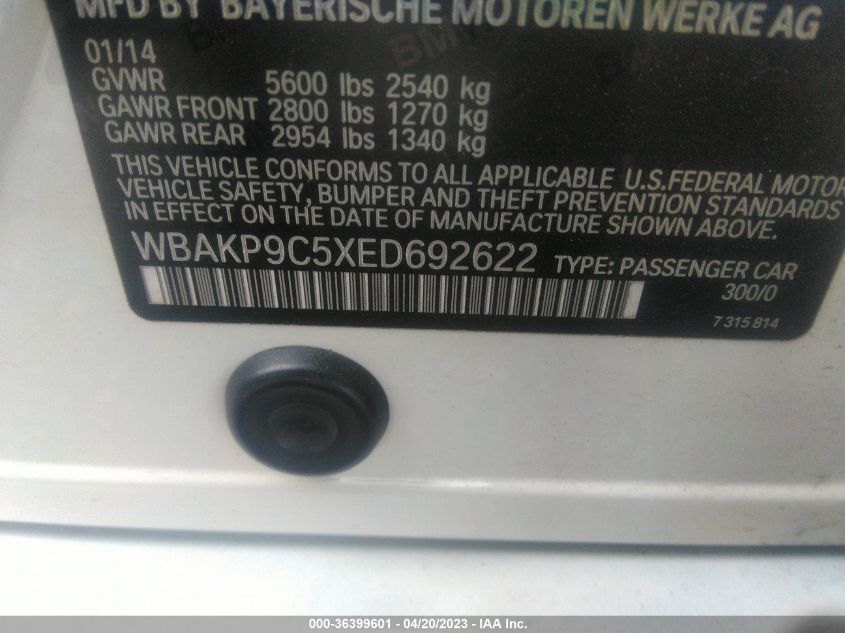 MFD BY BAYERISCHE MOTOREN WERKE AG
01/14
GVWR 5600 lbs 2540 kg
GAWR FRONT 2800 lbs 1270 kg
GAWR REAR 2954 lbs 1340 kg
THIS VEHICLE CONFORMS TO ALL APPLICABLE U.S.FEDERAL MOTOR
VEHICLE SAFETY, BUMPER AND THEFT PREVENTION STANDARDS
IN EFFECT ON THE DATE OF MANUFACTURE SHOWN ABOVE.
WBAKP9C5XED692622 TYPE: PASSENGER CAR
300/0
7 315 814
000-36399601 - 04/20/2023 - IAA Inc.